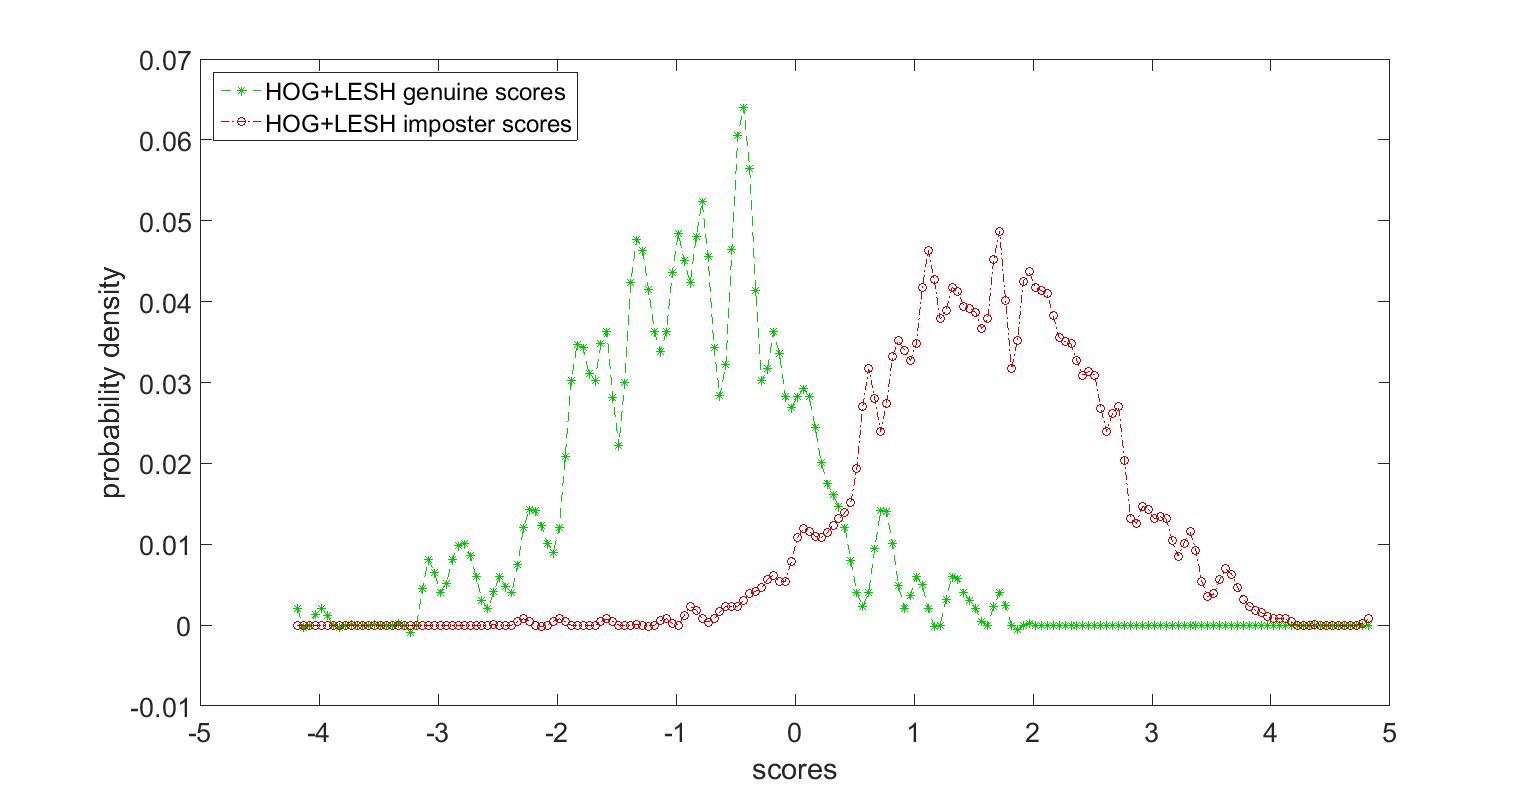 0.07
HOG+LESH genuine scores
HOG+LESH imposter scores
0.06
0.05
0.04
0.03
0.02
0.01
0
-0.01
probability density
-5 -4 -3 -2 -1 0 1 2 3 4 5
scores